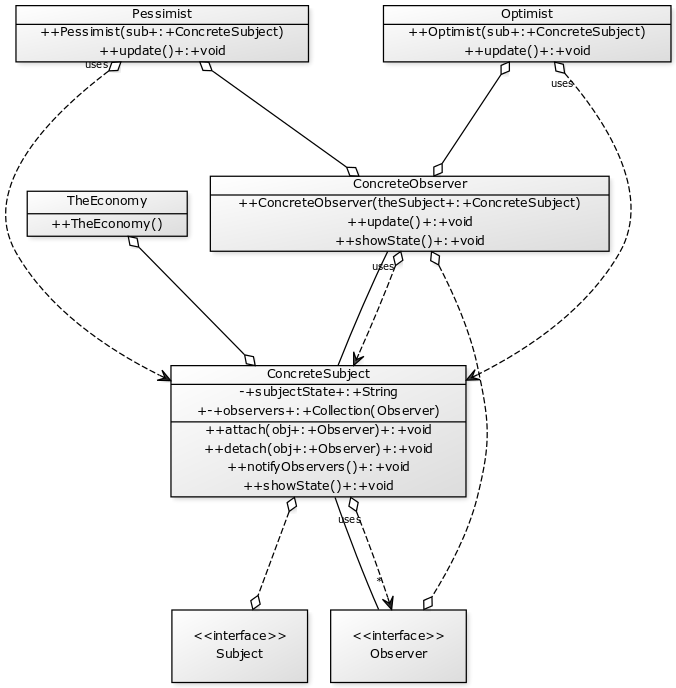 Pessimist
++Pessimist(sub+:+ConcreteSubject)
++update()+:+void
Optimist
++Optimist(sub+:+ConcreteSubject)
++update()+:+void
uses
uses
TheEconomy
++TheEconomy()
ConcreteObserver
++ConcreteObserver(theSubject+:+ConcreteSubject)
++update()+:+void
++showState()+:+void
uses
ConcreteSubject
-+subjectState+:+String
+-+observers+:+Collection(Observer)
++attach(obj+:+Observer)+:+void
++detach(obj+:+Observer)+:+void
++notifyObservers()+:+void
++showState()+:+void
uses
*
<<interface>>
Subject
<<interface>>
Observer